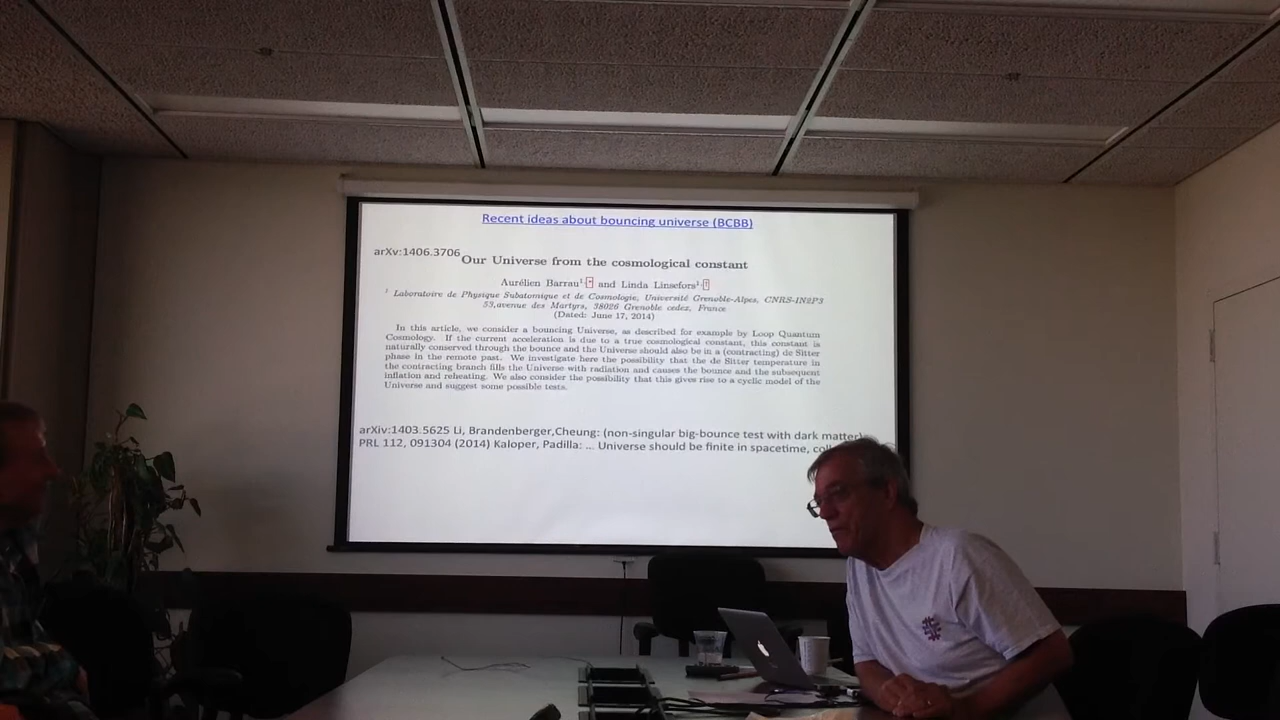 Recent ideas about bouncing universe (BCBB)
arXv:1406.3706
Our Universe from the cosmological constant
Aurélien Barrau¹,* and Linda Linsefors¹,†
¹ Laboratoire de Physique Subatomique et de Cosmologie, Université Grenoble-Alpes, CNRS-IN2P3
53,avenue des Martyrs, 38026 Grenoble cedex, France
(Dated: June 17, 2014)
In this article, we consider a bouncing Universe, as described for example by Loop Quantum
Cosmology. If the current acceleration is due to a true cosmological constant, this constant is
naturally conserved through the bounce and the Universe should also be in a (contracting) de Sitter
phase in the remote past. We investigate here the possibility that the de Sitter temperature in
the contracting branch fills the Universe with radiation and causes the bounce and the subsequent
inflation and reheating. We also consider the possibility that this gives rise to a cyclic model of the
Universe and suggest some possible tests.
arXiv:1403.5625 Li, Brandenberger,Cheung: (non-singular big-bounce test with dark matter)
PRL 112, 091304 (2014) Kaloper, Padilla: ... Universe should be finite in spacetime,